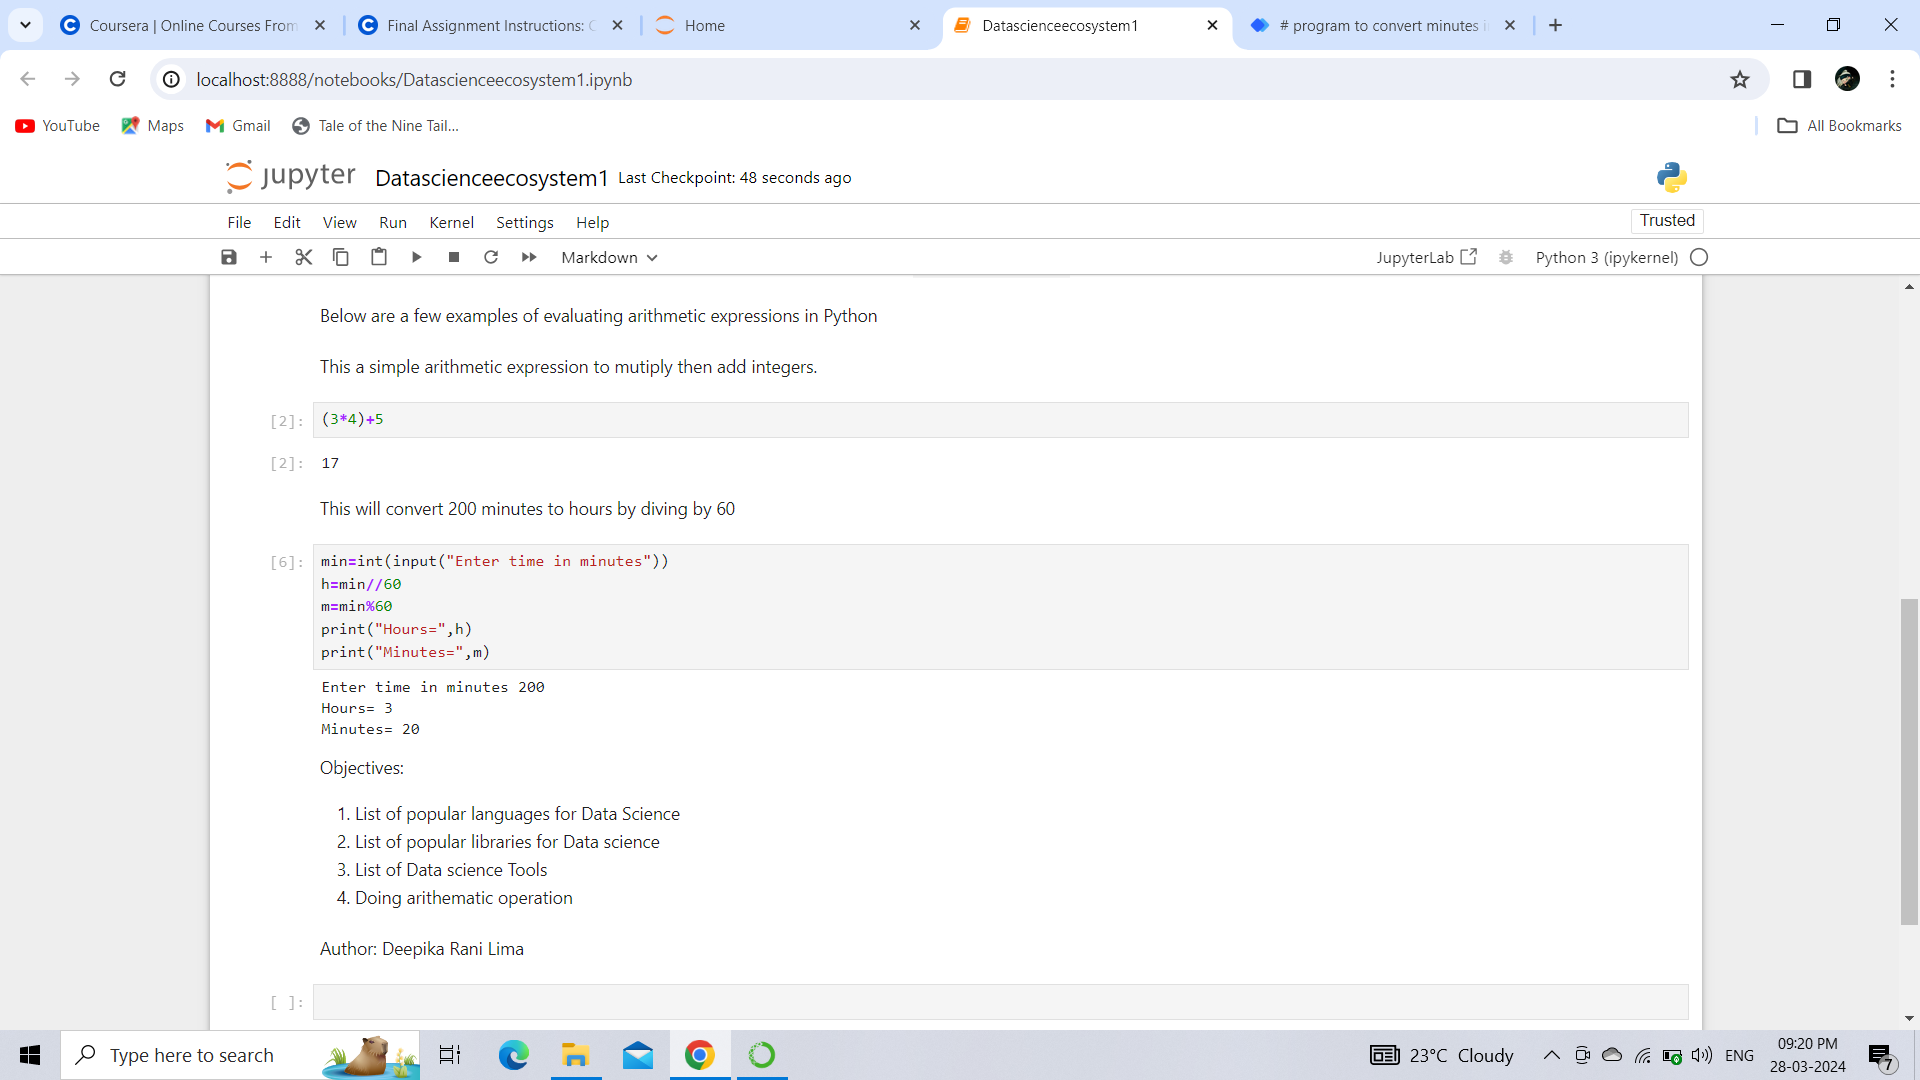 Coursera | Online Courses From
Final Assignment Instructions: C
Home
Datascienceecosystem1
# program to convert minutes i
localhost:8888/notebooks/Datascienceecosystem1.ipynb
YouTube
Maps
Gmail
Tale of the Nine Tail...
All Bookmarks
jupyter
Datascienceecosystem1 Last Checkpoint: 48 seconds ago
File Edit View Run Kernel Settings Help
Trusted
Markdown
JupyterLab
Python 3 (ipykernel)
Below are a few examples of evaluating arithmetic expressions in Python
This a simple arithmetic expression to mutiply then add integers.
[2]: (3*4)+5
[2]: 17
This will convert 200 minutes to hours by diving by 60
[6]: min=int(input("Enter time in minutes"))
h=min//60
m=min%60
print("Hours=",h)
print("Minutes=",m)
Enter time in minutes 200
Hours= 3
Minutes= 20
Objectives:
1. List of popular languages for Data Science
2. List of popular libraries for Data science
3. List of Data science Tools
4. Doing arithematic operation
Author: Deepika Rani Lima
[ ]:
Type here to search
23°C Cloudy
ENG
09:20 PM
28-03-2024
7